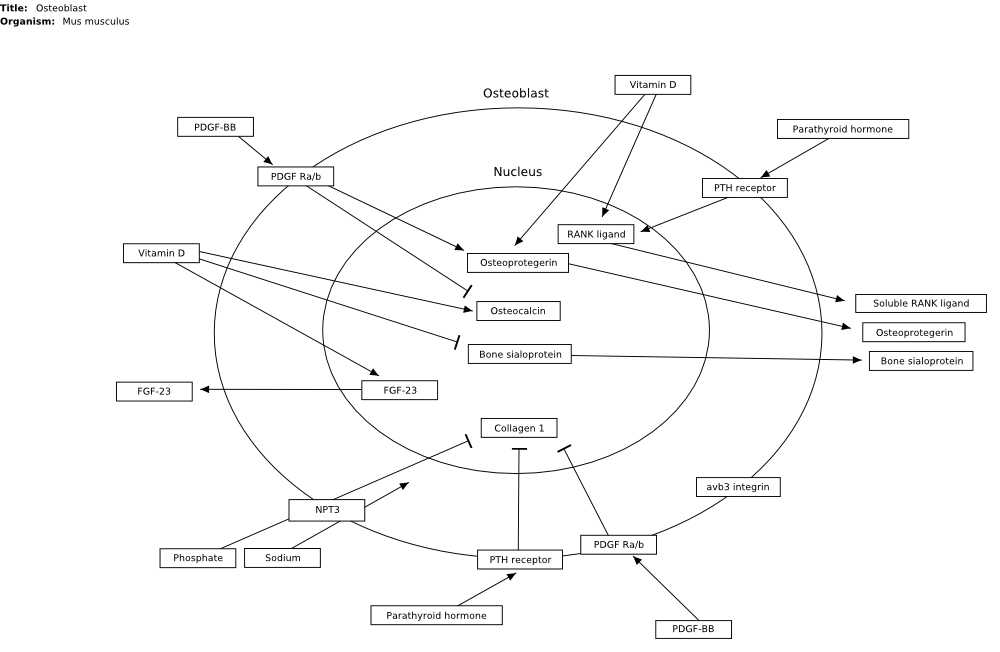 Title: Osteoblast
Organism: Mus musculus
Vitamin D
Osteoblast
PDGF-BB
Parathyroid hormone
PDGF Ra/b
Nucleus
PTH receptor
RANK ligand
Vitamin D
Osteoprotegerin
Osteocalcin
Soluble RANK ligand
Osteoprotegerin
Bone sialoprotein
Bone sialoprotein
FGF-23
FGF-23
Collagen 1
avb3 integrin
NPT3
PDGF Ra/b
Phosphate
Sodium
PTH receptor
Parathyroid hormone
PDGF-BB